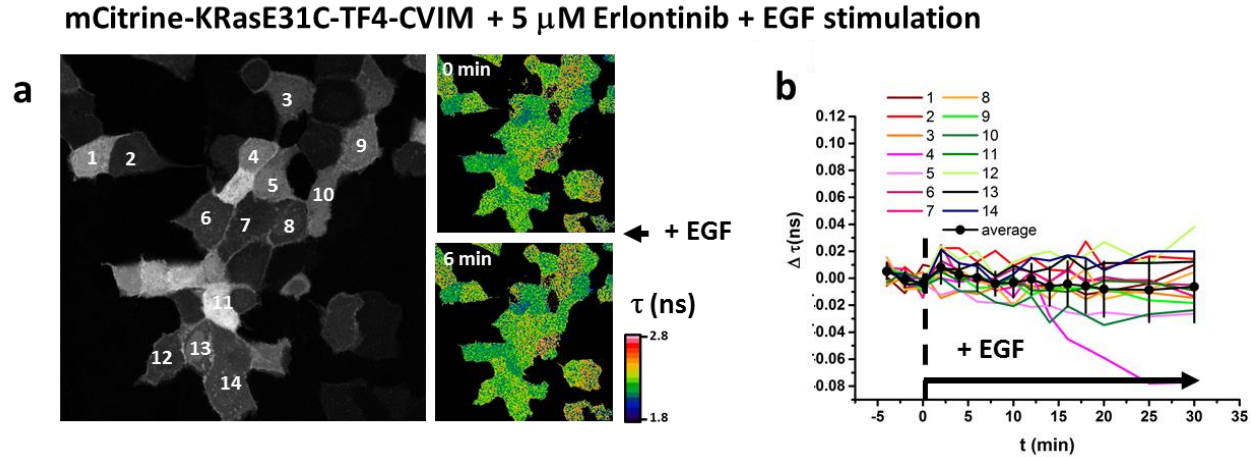 mCitrine-KRasE31C-TF4-CVIM + 5 μM Erlontinib + EGF stimulation
a
1
2
3
4
5
6
7
8
9
10
11
12
13
14
0 min
+ EGF
6 min
τ (ns)
2.8
1.8
b
1 8
2 9
3 10
4 11
5 12
6 13
7 14
average
Δ τ(ns)
0.12
0.10
0.08
0.06
0.04
0.02
0.00
-0.02
-0.04
-0.06
-0.08
+ EGF
-5 0 5 10 15 20 25 30 35
t (min)